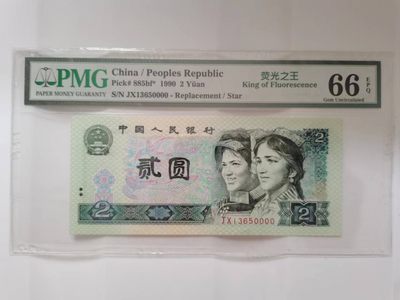 PMG
PAPER MONEY GUARANTY
China / Peoples Republic
Pick# 885bf* 1990 2 Yüan
S/N JX13650000 - Replacement / Star
荧光之王
King of Fluorescence
66 EPQ
Gem Uncirculated
中国人民银行
贰圆
JX13650000
2
2